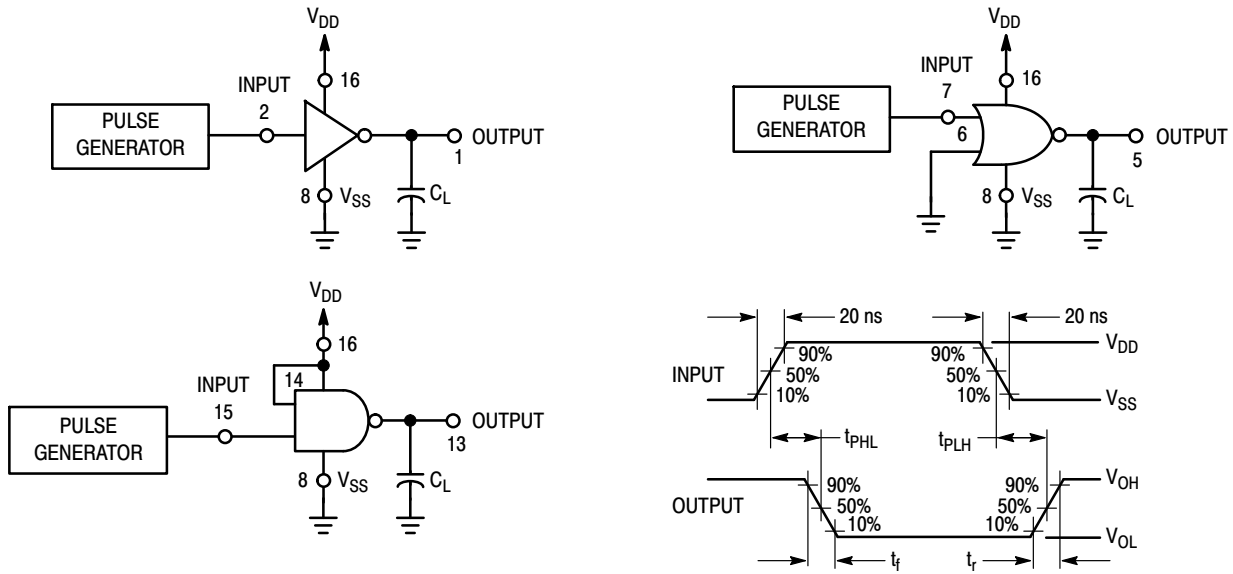 VDD
16
INPUT
2
PULSE
GENERATOR
OUTPUT
1
8
VSS
CL
VDD
16
INPUT
7
PULSE
GENERATOR
6
OUTPUT
5
8
VSS
CL
VDD
16
14
INPUT
15
PULSE
GENERATOR
OUTPUT
13
8
VSS
CL
20 ns
20 ns
INPUT
90%
50%
10%
90%
50%
10%
VDD
VSS
tPHL
tPLH
OUTPUT
90%
50%
10%
90%
50%
10%
VOH
VOL
tf
tr